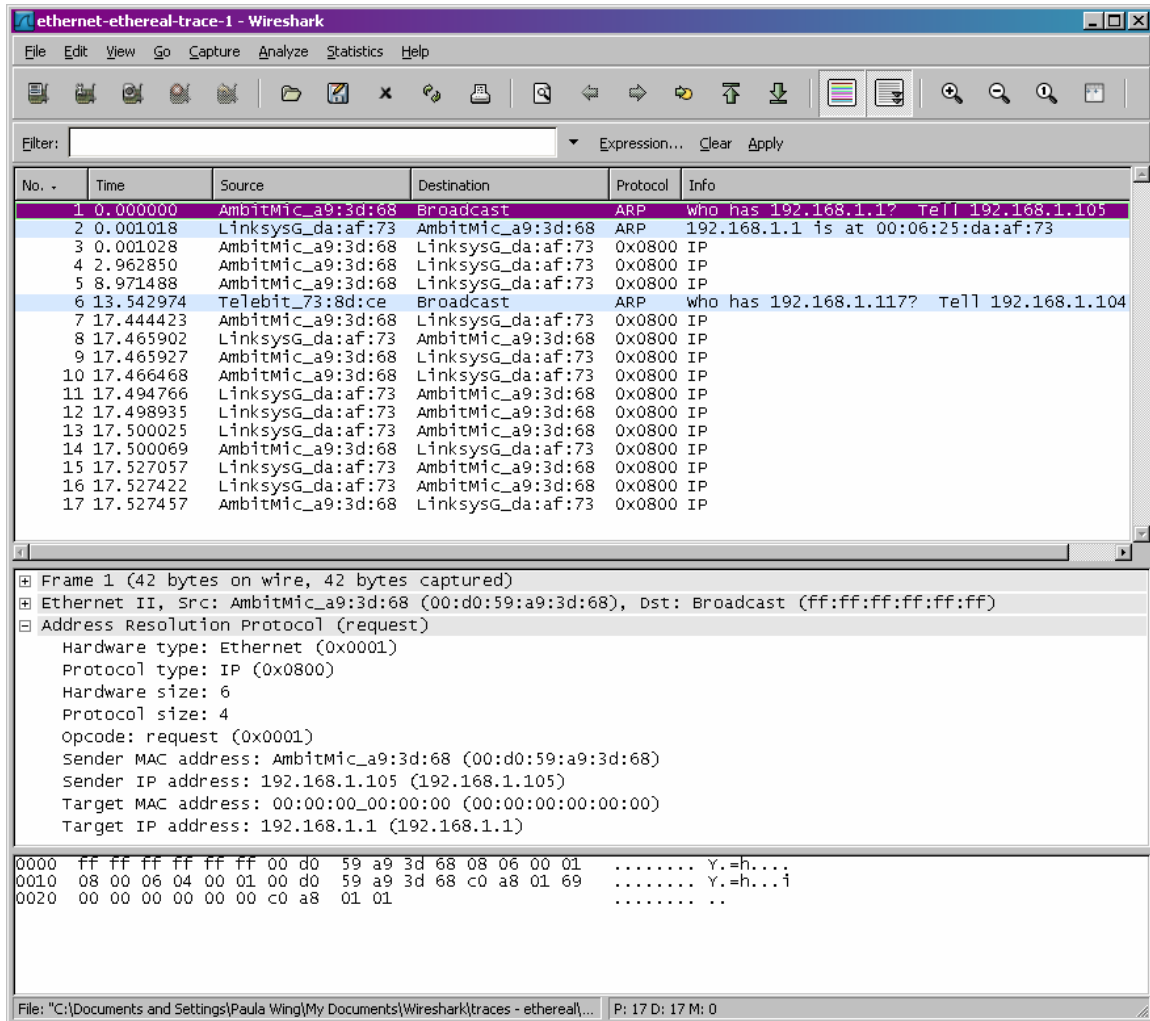 ethernet-ethereal-trace-1 - Wireshark
File Edit View Go Capture Analyze Statistics Help
Filter: Expression... Clear Apply
No. Time Source Destination Protocol Info
1 0.000000 AmbitMic_a9:3d:68 Broadcast ARP who has 192.168.1.1? Tell 192.168.1.105
2 0.001018 LinksysG_da:af:73 AmbitMic_a9:3d:68 ARP 192.168.1.1 is at 00:06:25:da:af:73
3 0.001028 AmbitMic_a9:3d:68 LinksysG_da:af:73 0x0800 IP
4 2.962850 AmbitMic_a9:3d:68 LinksysG_da:af:73 0x0800 IP
5 8.971488 AmbitMic_a9:3d:68 LinksysG_da:af:73 0x0800 IP
6 13.542974 Telebit_73:8d:ce Broadcast ARP who has 192.168.1.117? Tell 192.168.1.104
7 17.444423 AmbitMic_a9:3d:68 LinksysG_da:af:73 0x0800 IP
8 17.465902 LinksysG_da:af:73 AmbitMic_a9:3d:68 0x0800 IP
9 17.465927 AmbitMic_a9:3d:68 LinksysG_da:af:73 0x0800 IP
10 17.466468 AmbitMic_a9:3d:68 LinksysG_da:af:73 0x0800 IP
11 17.494766 LinksysG_da:af:73 AmbitMic_a9:3d:68 0x0800 IP
12 17.498935 LinksysG_da:af:73 AmbitMic_a9:3d:68 0x0800 IP
13 17.500025 LinksysG_da:af:73 AmbitMic_a9:3d:68 0x0800 IP
14 17.500069 AmbitMic_a9:3d:68 LinksysG_da:af:73 0x0800 IP
15 17.527057 LinksysG_da:af:73 AmbitMic_a9:3d:68 0x0800 IP
16 17.527422 LinksysG_da:af:73 AmbitMic_a9:3d:68 0x0800 IP
17 17.527457 AmbitMic_a9:3d:68 LinksysG_da:af:73 0x0800 IP
Frame 1 (42 bytes on wire, 42 bytes captured)
Ethernet II, Src: AmbitMic_a9:3d:68 (00:d0:59:a9:3d:68), Dst: Broadcast (ff:ff:ff:ff:ff:ff)
Address Resolution Protocol (request)
Hardware type: Ethernet (0x0001)
Protocol type: IP (0x0800)
Hardware size: 6
Protocol size: 4
Opcode: request (0x0001)
Sender MAC address: AmbitMic_a9:3d:68 (00:d0:59:a9:3d:68)
Sender IP address: 192.168.1.105 (192.168.1.105)
Target MAC address: 00:00:00_00:00:00 (00:00:00:00:00:00)
Target IP address: 192.168.1.1 (192.168.1.1)
0000 ff ff ff ff ff ff 00 d0 59 a9 3d 68 08 06 00 01 ........ Y.=h....
0010 08 00 06 04 00 01 00 d0 59 a9 3d 68 c0 a8 01 69 ........ Y.=h...i
0020 00 00 00 00 00 00 c0 a8 01 01 ........ ..
File: "C:\Documents and Settings\Paula Wing\My Documents\Wireshark\traces - ethereal\... P: 17 D: 17 M: 0